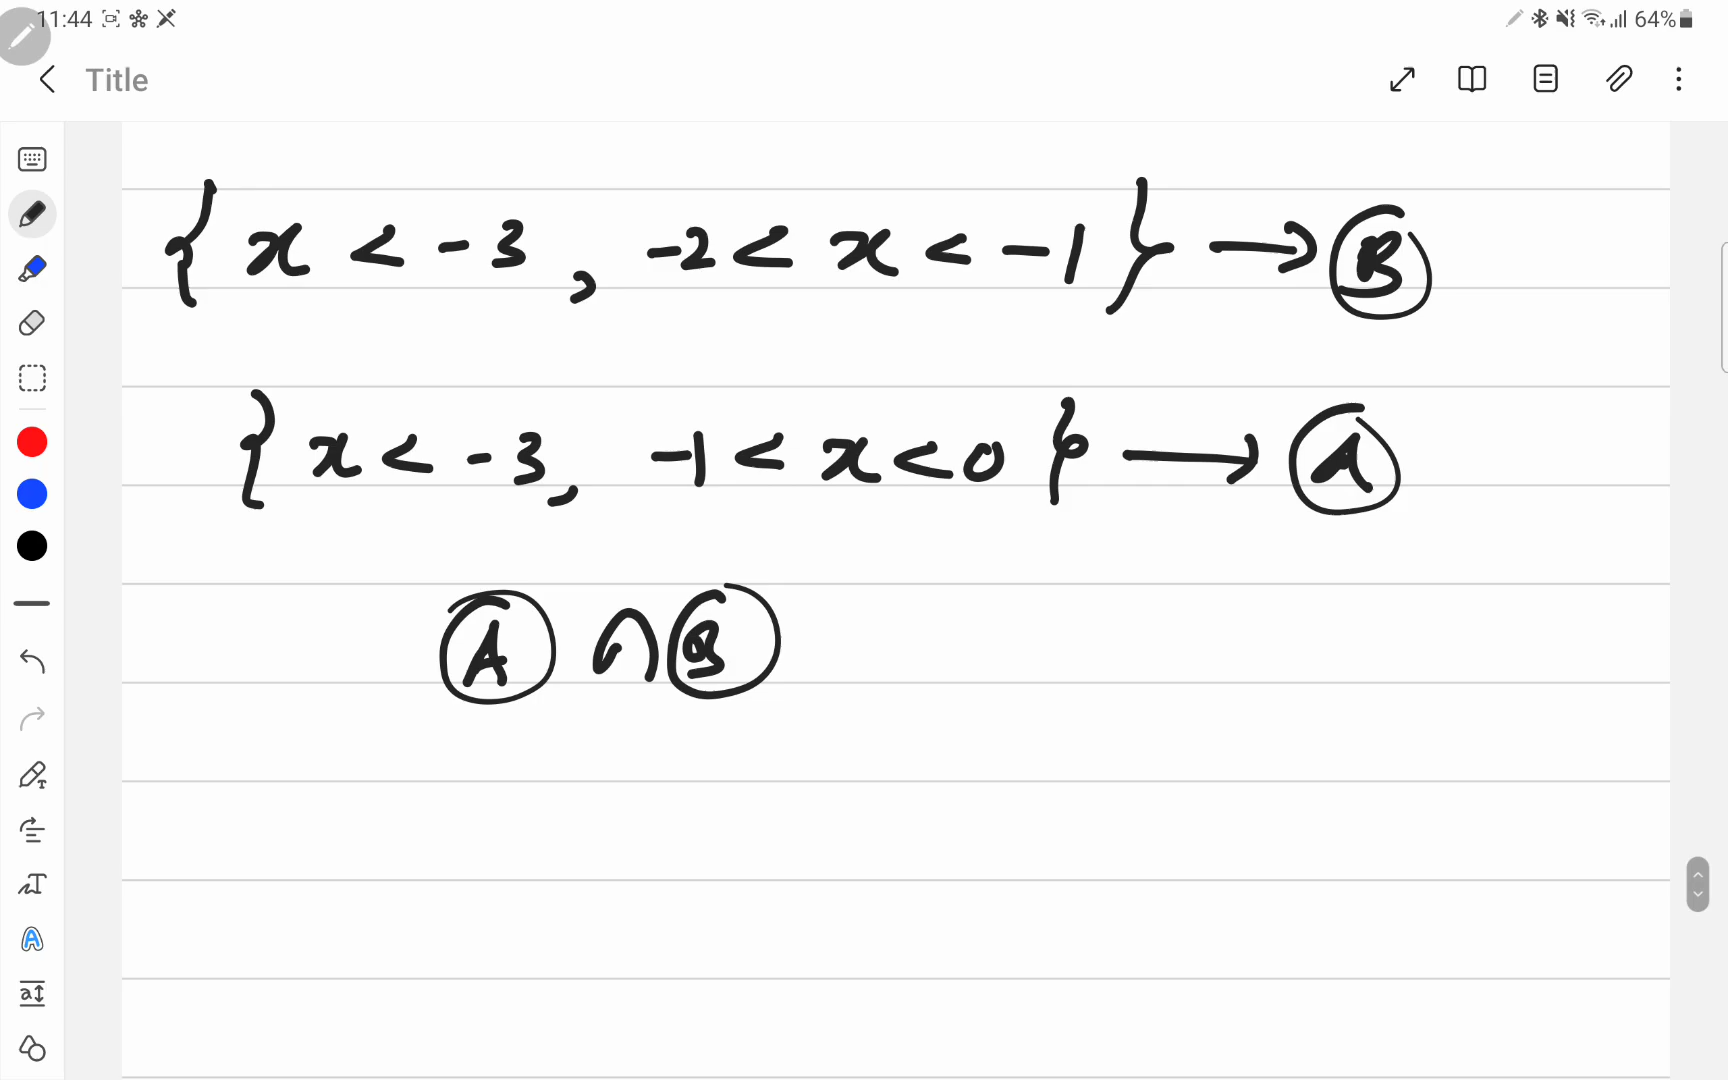 11:44 64%
Title
{ x < -3 , -2 < x < -1 } → B
{ x < -3, -1 < x < 0 } → A
A ∩ B